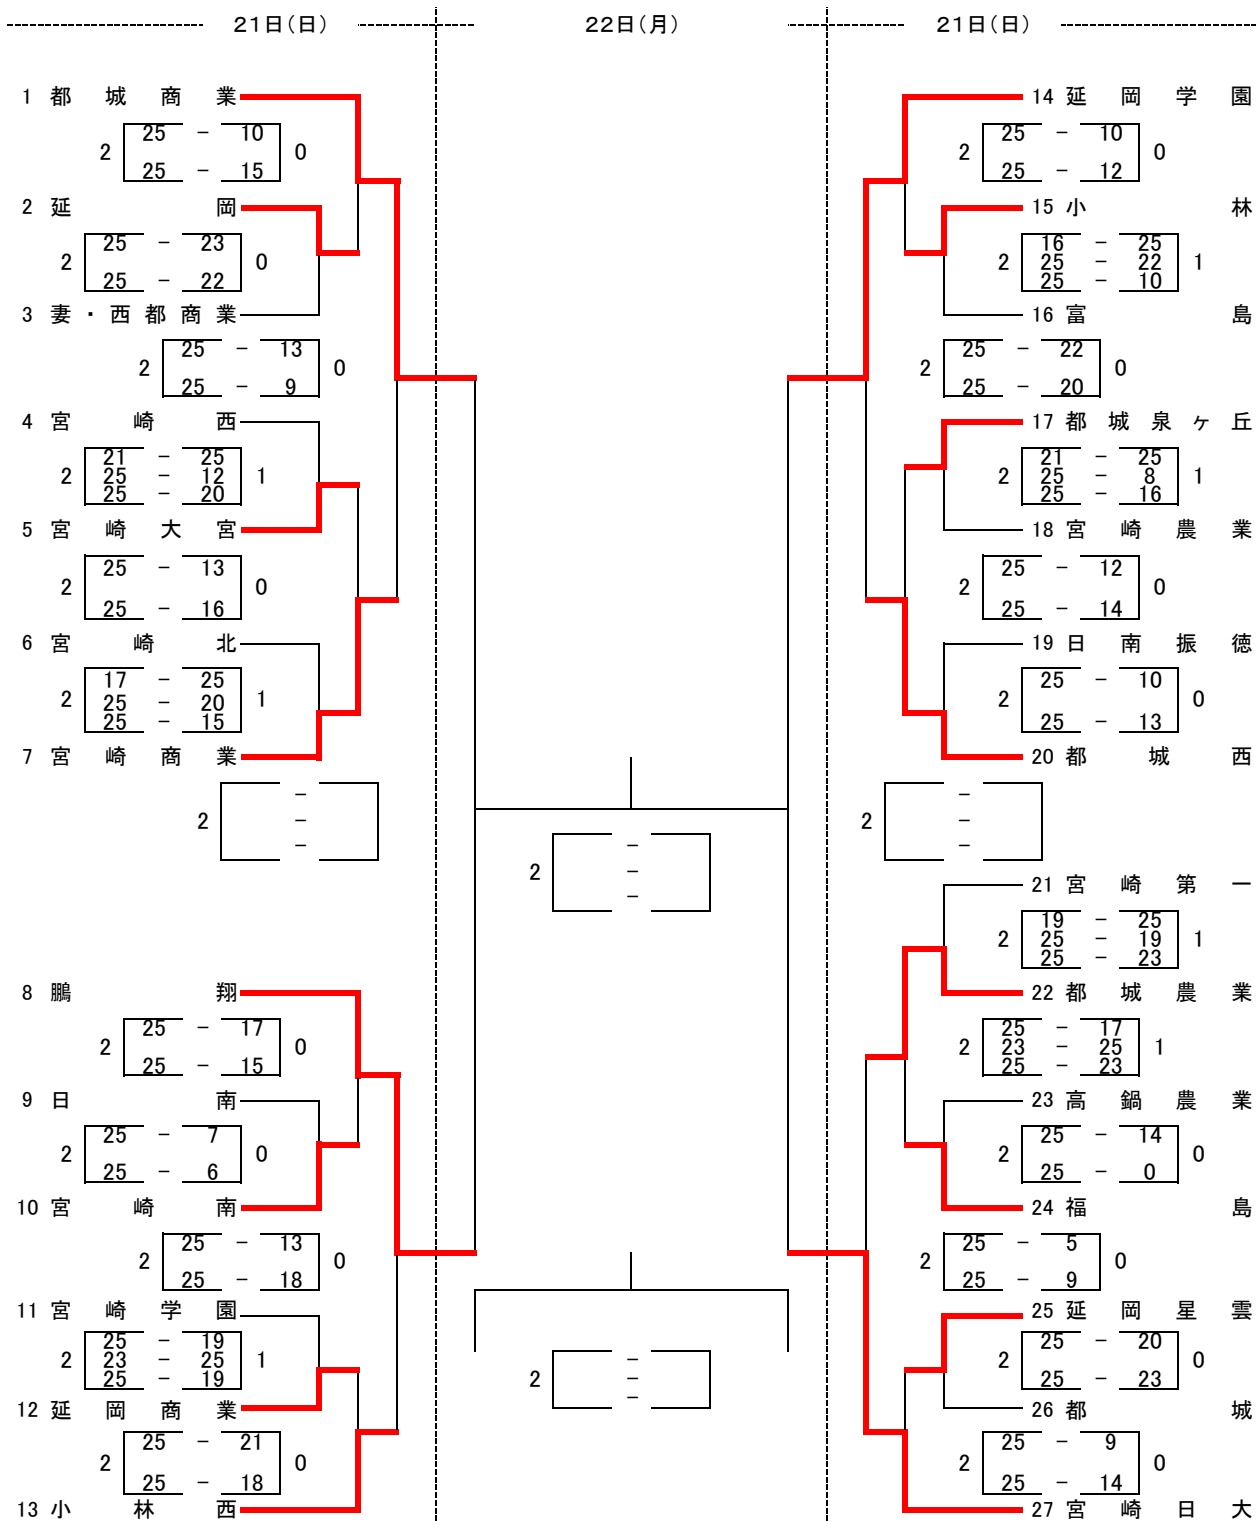 21日(日) 22日(月) 21日(日)
1 都城商業
2 25 - 10 0
25 - 15
2 延岡
2 25 - 23 0
25 - 22
3 妻・西都商業
2 25 - 13 0
25 - 9
4 宮崎西
2 21 - 25 1
25 - 12
25 - 20
5 宮崎大宮
2 25 - 13 0
25 - 16
6 宮崎北
2 17 - 25 1
25 - 20
25 - 15
7 宮崎商業
2 -
-
-
8 鵬翔
2 25 - 17 0
25 - 15
9 日南
2 25 - 7 0
25 - 6
10 宮崎南
2 25 - 13 0
25 - 18
11 宮崎学園
2 25 - 19 1
23 - 25
25 - 19
12 延岡商業
2 25 - 21 0
25 - 18
13 小林西
2 -
-
-
2 -
-
-
14 延岡学園
2 25 - 10 0
25 - 12
15 小林
2 16 - 25 1
25 - 22
25 - 10
16 富島
2 25 - 22 0
25 - 20
17 都城泉ヶ丘
2 21 - 25 1
25 - 8
25 - 16
18 宮崎農業
2 25 - 12 0
25 - 14
19 日南振徳
2 25 - 10 0
25 - 13
20 都城西
2 -
-
-
21 宮崎第一
2 19 - 25 1
25 - 19
25 - 23
22 都城農業
2 25 - 17 1
23 - 25
25 - 23
23 高鍋農業
2 25 - 14 0
25 - 0
24 福島
2 25 - 5 0
25 - 9
25 延岡星雲
2 25 - 20 0
25 - 23
26 都城
2 25 - 9 0
25 - 14
27 宮崎日大